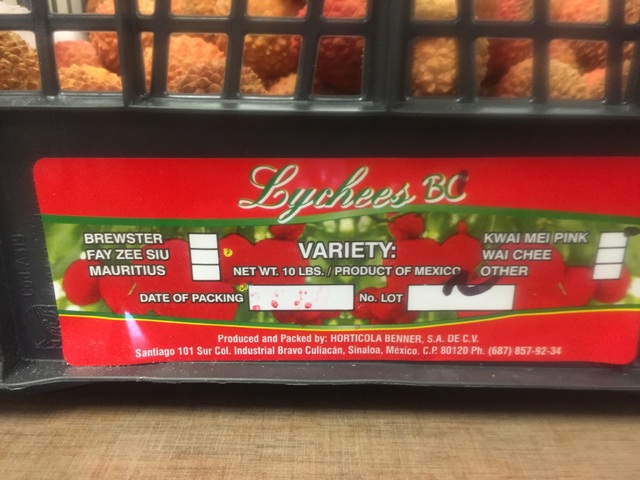 Lychees BC
BREWSTER
FAY ZEE SIU
MAURITIUS
VARIETY:
NET WT. 10 LBS. / PRODUCT OF MEXICO
KWAI MEI PINK
WAI CHEE
OTHER
DATE OF PACKING
No. LOT
Produced and Packed by: HORTICOLA BENNER, S.A. DE C.V.
Santiago 101 Sur Col. Industrial Bravo Culiacán, Sinaloa, México. C.P. 80120 Ph. (687) 857-92-34